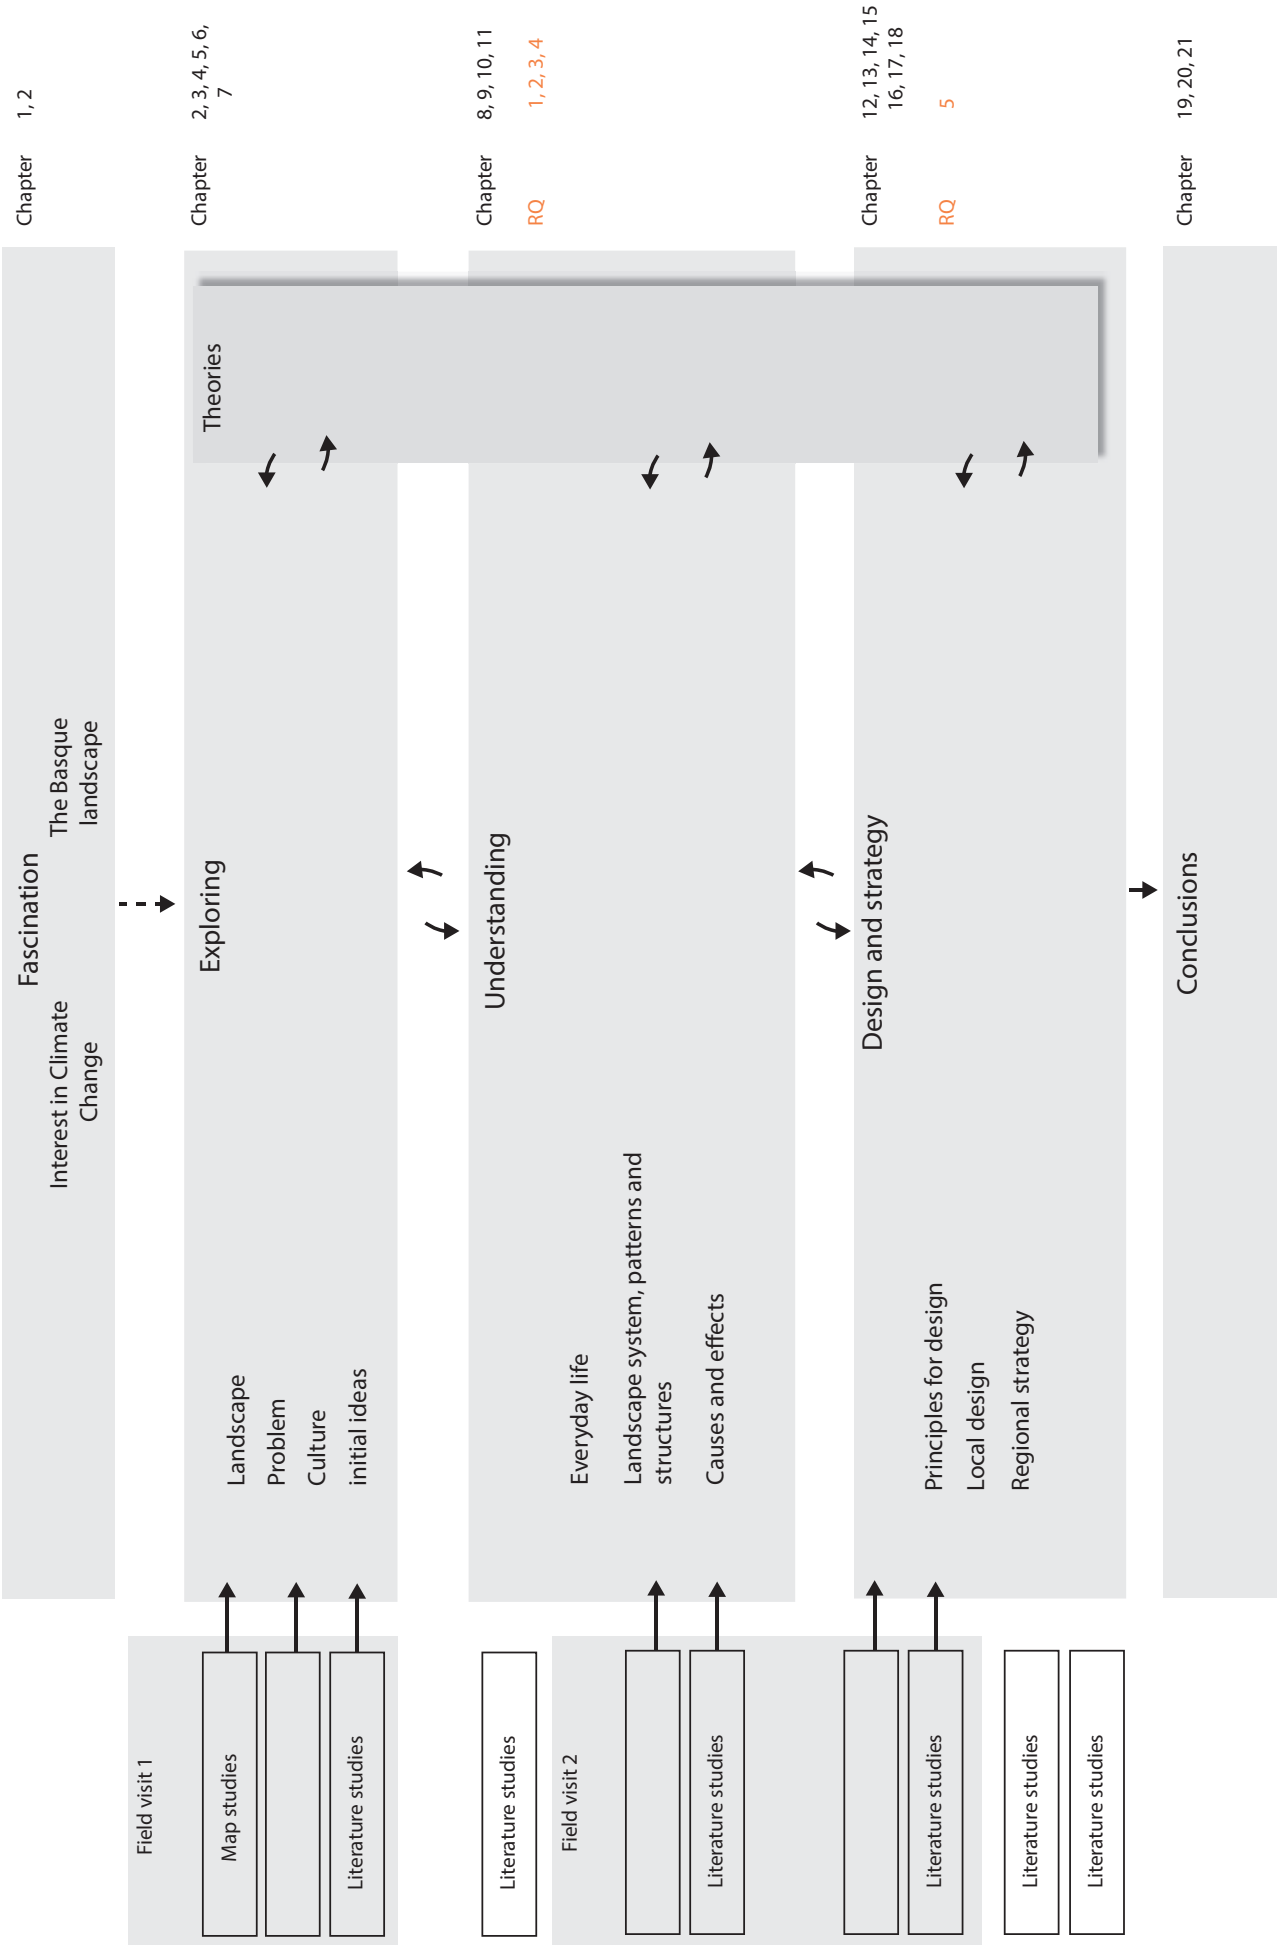 Fascination
Interest in Climate
Change
The Basque
landscape
Chapter 1, 2
Field visit 1
Map studies
Literature studies
Exploring
Landscape
Problem
Culture
initial ideas
Theories
Chapter 2, 3, 4, 5, 6,
7
Literature studies
Field visit 2
Literature studies
Understanding
Everyday life
Landscape system, patterns and
structures
Causes and effects
Chapter 8, 9, 10, 11
RQ 1, 2, 3, 4
Literature studies
Literature studies
Literature studies
Design and strategy
Principles for design
Local design
Regional strategy
Chapter 12, 13, 14, 15
16, 17, 18
RQ 5
Conclusions
Chapter 19, 20, 21